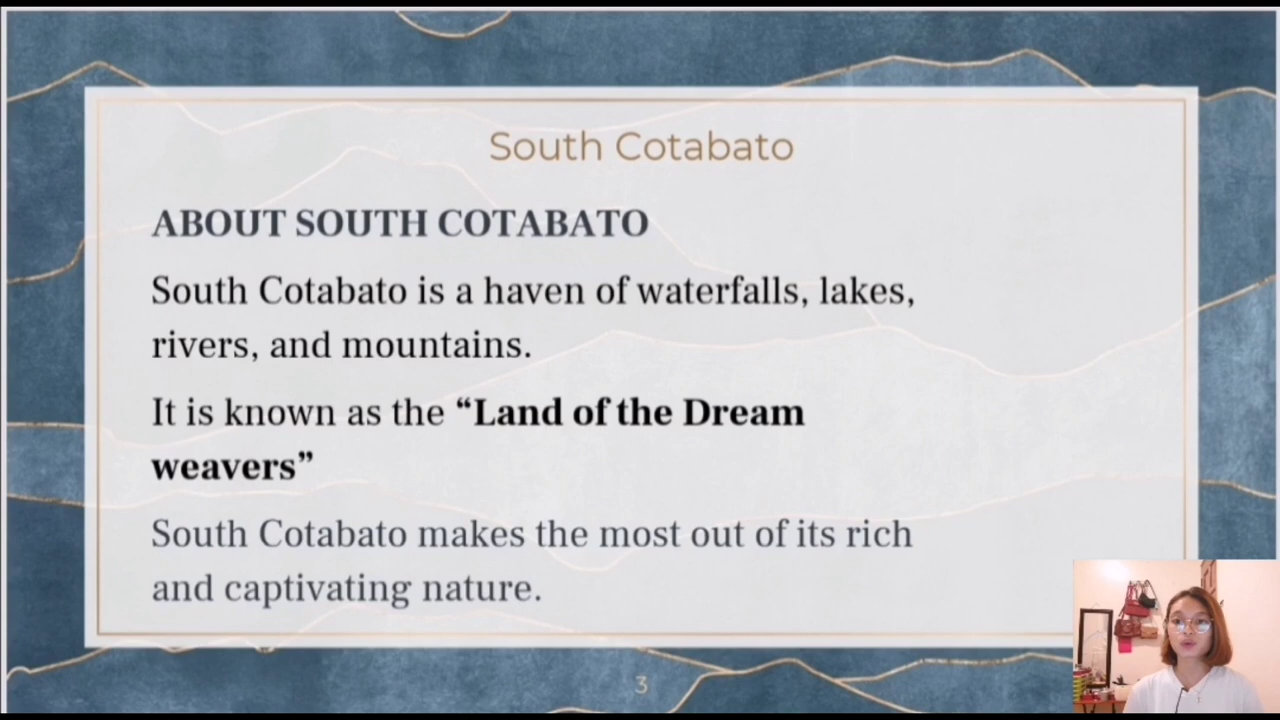 South Cotabato
ABOUT SOUTH COTABATO
South Cotabato is a haven of waterfalls, lakes,
rivers, and mountains.
It is known as the “Land of the Dream
weavers”
South Cotabato makes the most out of its rich
and captivating nature.
3